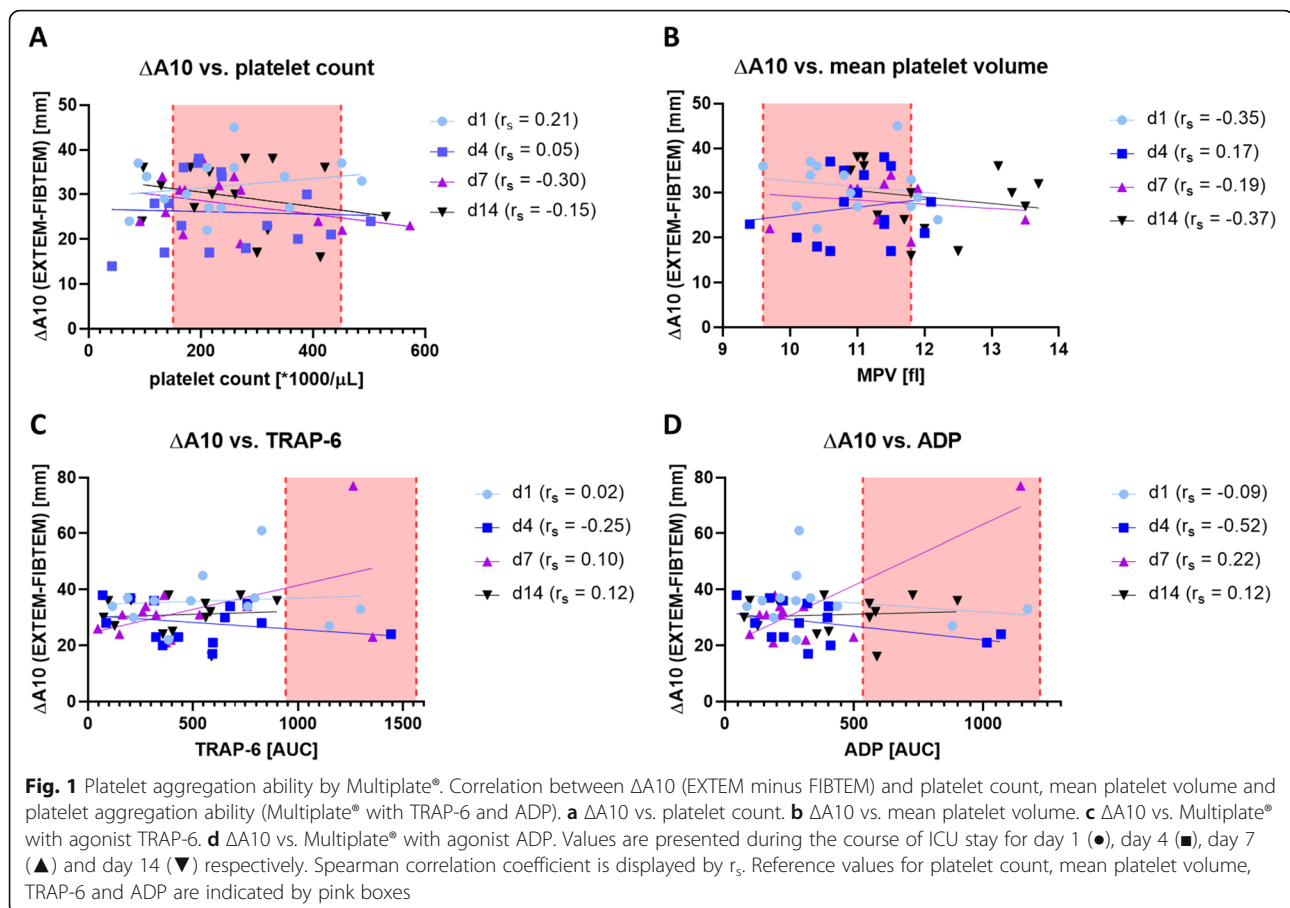 A
ΔA10 vs. platelet count
ΔA10 (EXTEM-FIBTEM) [mm]
50
40
30
20
10
0
0 200 400 600
platelet count [*1000/μL]
d1 (rs = 0.21)
d4 (rs = 0.05)
d7 (rs = -0.30)
d14 (rs = -0.15)
B
ΔA10 vs. mean platelet volume
ΔA10 (EXTEM-FIBTEM) [mm]
50
40
30
20
10
0
9 10 11 12 13 14
MPV [fl]
d1 (rs = -0.35)
d4 (rs = 0.17)
d7 (rs = -0.19)
d14 (rs = -0.37)
C
ΔA10 vs. TRAP-6
ΔA10 (EXTEM-FIBTEM) [mm]
80
60
40
20
0
0 500 1000 1500
TRAP-6 [AUC]
d1 (rs = 0.02)
d4 (rs = -0.25)
d7 (rs = 0.10)
d14 (rs = 0.12)
D
ΔA10 vs. ADP
ΔA10 (EXTEM-FIBTEM) [mm]
80
60
40
20
0
0 500 1000
ADP [AUC]
d1 (rs = -0.09)
d4 (rs = -0.52)
d7 (rs = 0.22)
d14 (rs = 0.12)
Fig. 1 Platelet aggregation ability by Multiplate®. Correlation between ΔA10 (EXTEM minus FIBTEM) and platelet count, mean platelet volume and
platelet aggregation ability (Multiplate® with TRAP-6 and ADP). a ΔA10 vs. platelet count. b ΔA10 vs. mean platelet volume. c ΔA10 vs. Multiplate®
with agonist TRAP-6. d ΔA10 vs. Multiplate® with agonist ADP. Values are presented during the course of ICU stay for day 1 (●), day 4 (■), day 7
(▲) and day 14 (▼) respectively. Spearman correlation coefficient is displayed by rs. Reference values for platelet count, mean platelet volume,
TRAP-6 and ADP are indicated by pink boxes